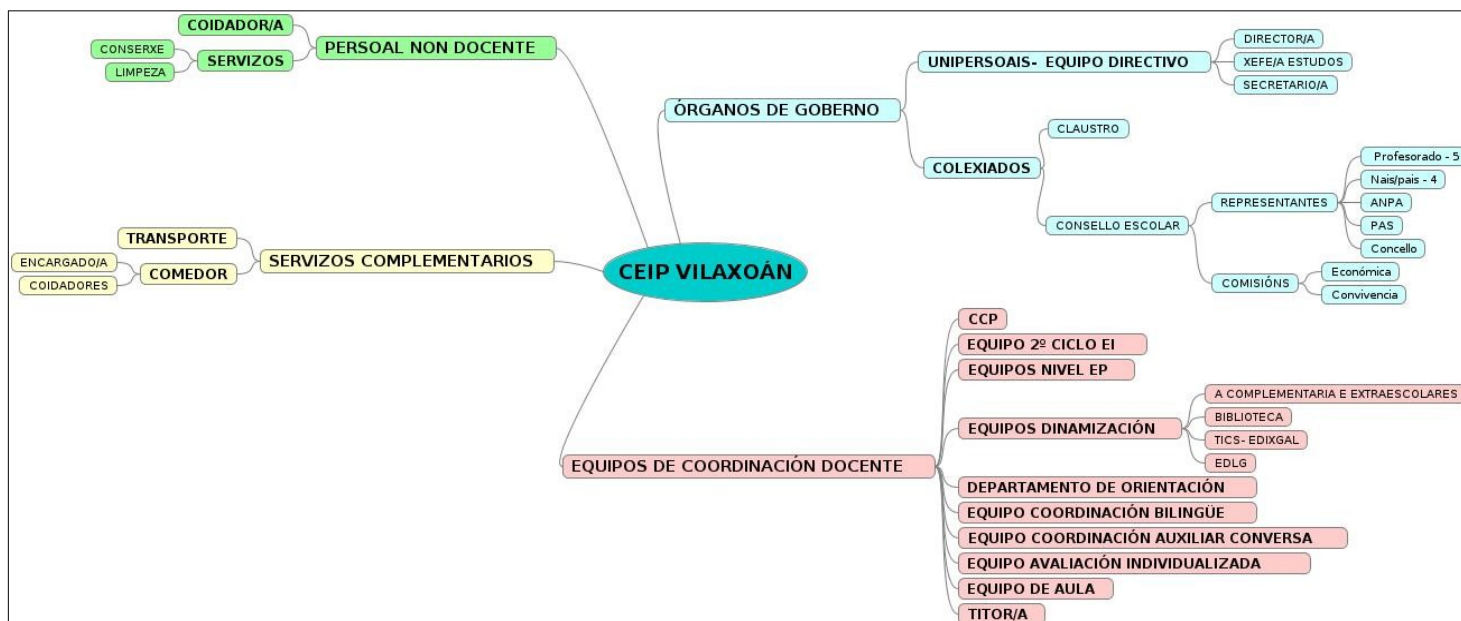 COIDADOR/A
CONSERXE
LIMPEZA
SERVIZOS
PERSOAL NON DOCENTE
TRANSPORTE
ENCARGADO/A
COIDADORES
COMEDOR
SERVIZOS COMPLEMENTARIOS
CEIP VILAXOÁN
ÓRGANOS DE GOBERNO
UNIPERSOAIS- EQUIPO DIRECTIVO
DIRECTOR/A
XEFE/A ESTUDOS
SECRETARIO/A
COLEXIADOS
CLAUSTRO
CONSELLO ESCOLAR
REPRESENTANTES
Profesorado - 5
Nais/pais - 4
ANPA
PAS
Concello
COMISIÓNS
Económica
Convivencia
EQUIPOS DE COORDINACIÓN DOCENTE
CCP
EQUIPO 2º CICLO EI
EQUIPOS NIVEL EP
EQUIPOS DINAMIZACIÓN
A COMPLEMENTARIA E EXTRAESCOLARES
BIBLIOTECA
TICS- EDIXGAL
EDLG
DEPARTAMENTO DE ORIENTACIÓN
EQUIPO COORDINACIÓN BILINGÜE
EQUIPO COORDINACIÓN AUXILIAR CONVERSA
EQUIPO AVALIACIÓN INDIVIDUALIZADA
EQUIPO DE AULA
TITOR/A